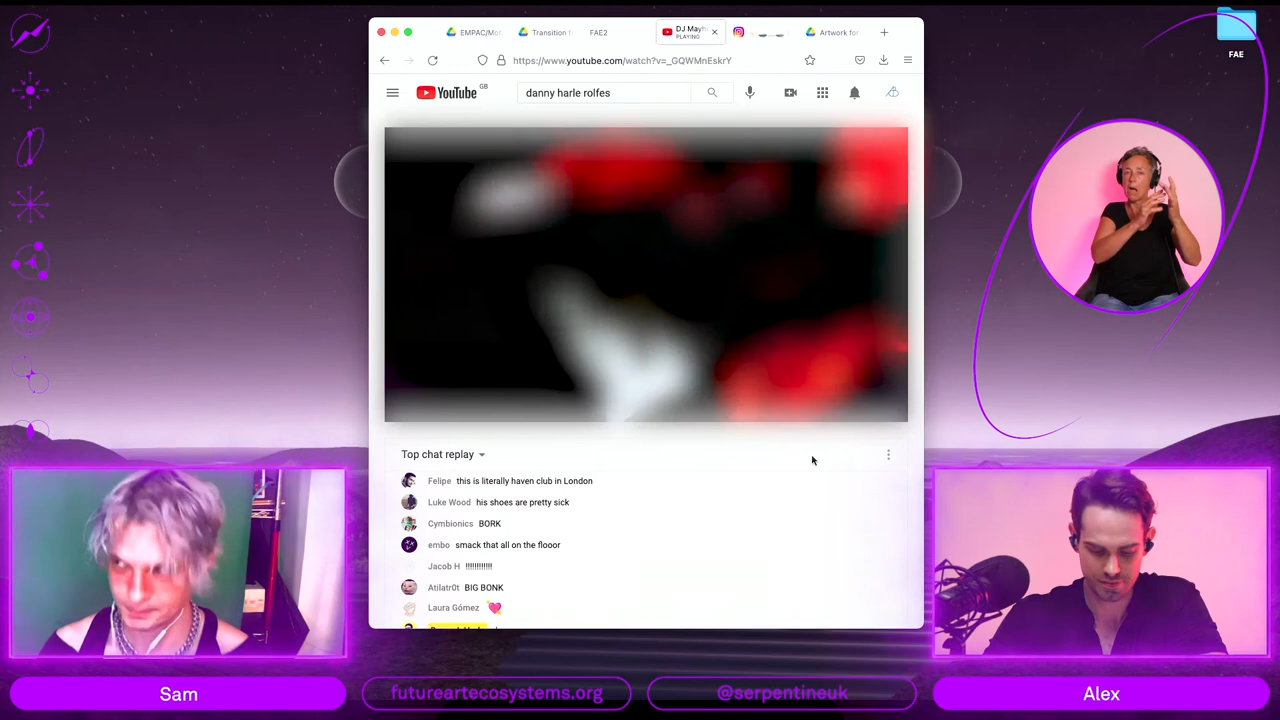 EMPAC/Mo
Transition f
FAE2
DJ Mayh
PLAYING
Artwork for
https://www.youtube.com/watch?v=_GQWMnEskrY
YouTube GB
danny harle rolfes
FAE
Top chat replay
Felipe this is literally haven club in London
Luke Wood his shoes are pretty sick
Cymbionics BORK
embo smack that all on the flooor
Jacob H !!!!!!!!!!!!
Atilatr0t BIG BONK
Laura Gómez
Sam
futureartecosystems.org
@serpentineuk
Alex